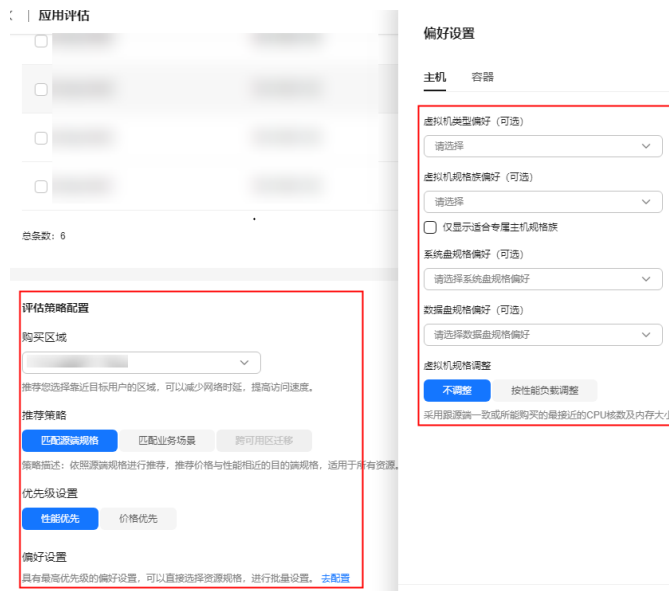 应用评估
总条数: 6
评估策略配置
购买区域
推荐您选择靠近目标用户的区域，可以减少网络时延，提高访问速度。
推荐策略
匹配源端规格
匹配业务场景
跨可用区迁移
策略描述：依照源端规格进行推荐，推荐价格与性能相近的目的端规格，适用于所有资源。
优先级设置
性能优先
价格优先
偏好设置
具有最高优先级的偏好设置，可以直接选择资源规格，进行批量设置。 去配置
偏好设置
主机
容器
虚拟机类型偏好（可选）
请选择
虚拟机规格族偏好（可选）
请选择
仅显示适合专属主机规格族
系统盘规格偏好（可选）
请选择系统盘规格偏好
数据盘规格偏好（可选）
请选择数据盘规格偏好
虚拟机规格调整
不调整
按性能负载调整
采用跟源端一致或所能购买的最接近的CPU核数及内存大小